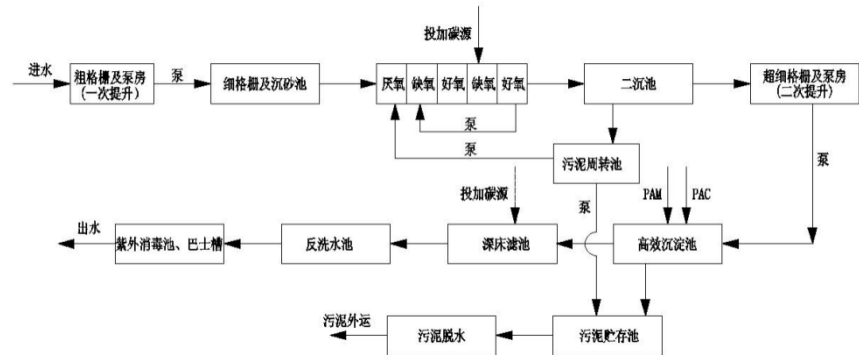 投加碳源
进水
粗格栅及泵房
(一次提升)
泵
细格栅及沉砂池
厌氧
缺氧
好氧
缺氧
好氧
二沉池
超细格栅及泵房
(二次提升)
泵
泵
污泥周转池
泵
投加碳源
泵
PAM
PAC
出水
紫外消毒池、巴士槽
反洗水池
深床滤池
高效沉淀池
污泥外运
污泥脱水
污泥贮存池